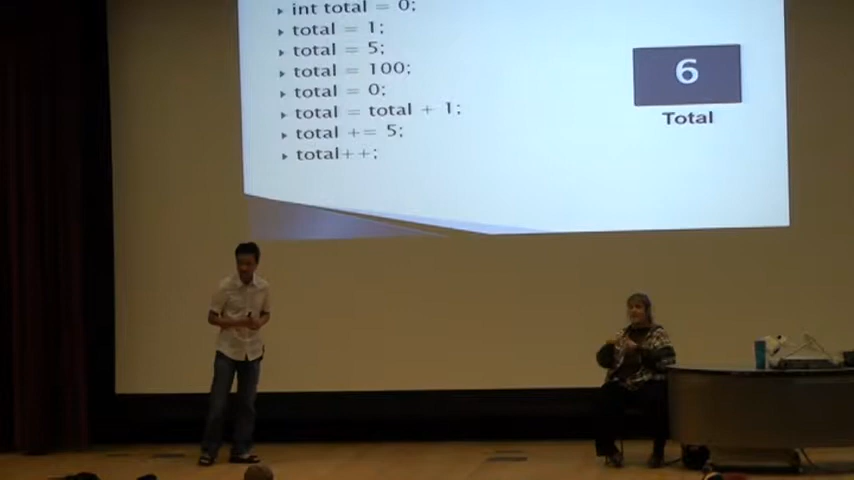 int total = 0;
total = 1;
total = 5;
total = 100;
total = 0;
total = total + 1;
total += 5;
total++;
6
Total